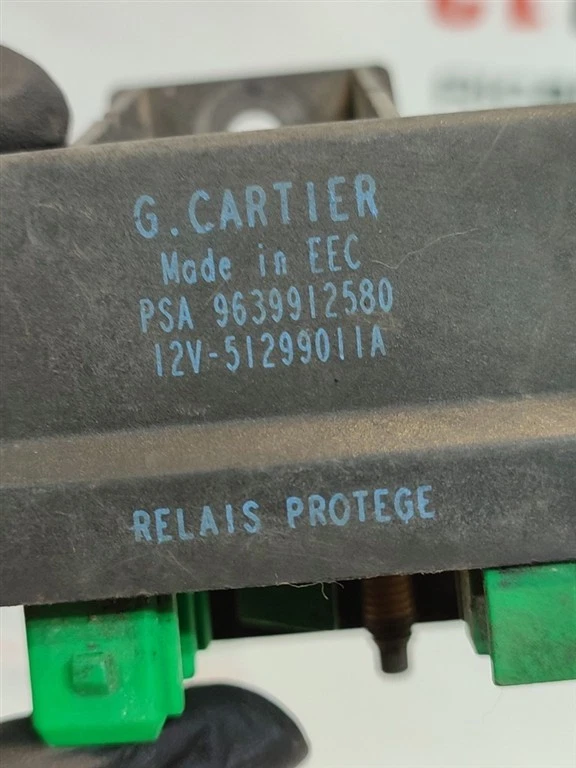 G. CARTIER
Made in EEC
PSA 9639912580
12V-51299011A
RELAIS PROTEGE